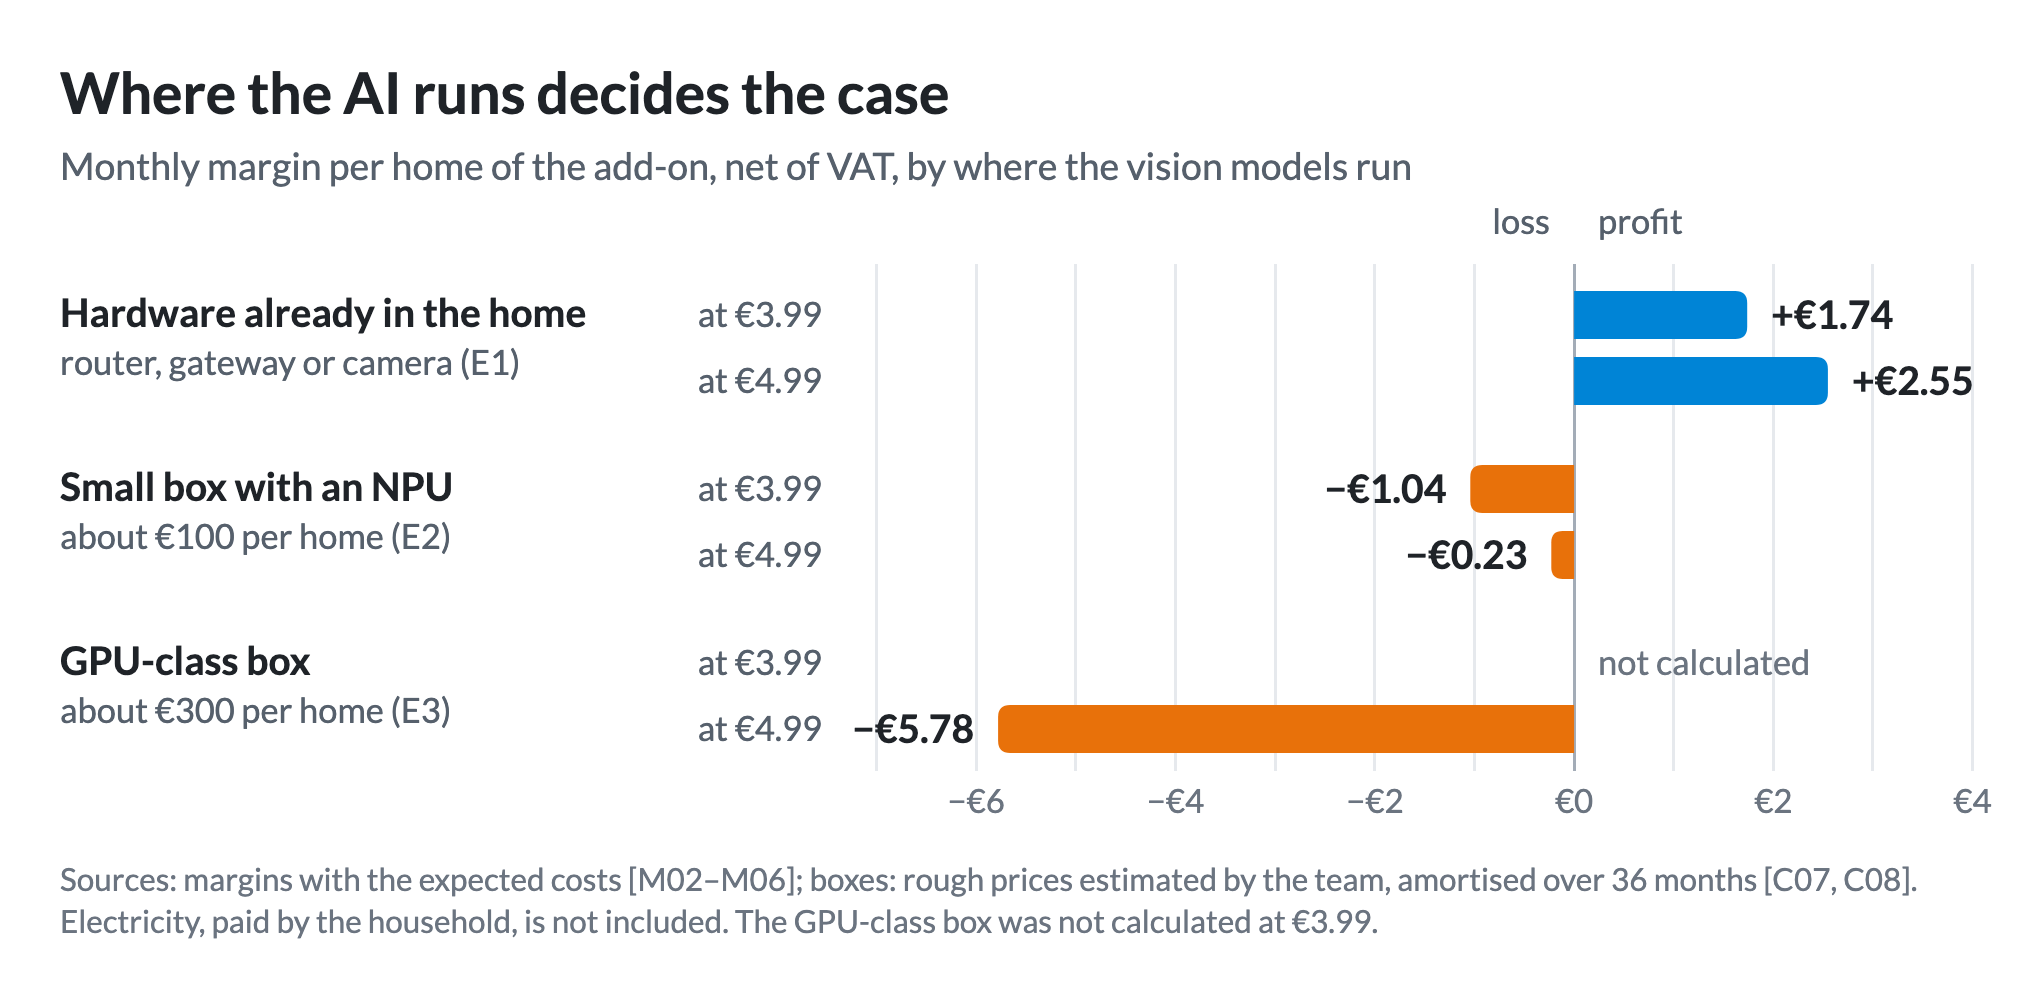 Where the AI runs decides the case
Monthly margin per home of the add-on, net of VAT, by where the vision models run
loss profit
Hardware already in the home
router, gateway or camera (E1)
at €3.99 +€1.74
at €4.99 +€2.55
Small box with an NPU
about €100 per home (E2)
at €3.99 −€1.04
at €4.99 −€0.23
GPU-class box
about €300 per home (E3)
at €3.99 not calculated
at €4.99 −€5.78
−€6 −€4 −€2 €0 €2 €4
Sources: margins with the expected costs [M02–M06]; boxes: rough prices estimated by the team, amortised over 36 months [C07, C08].
Electricity, paid by the household, is not included. The GPU-class box was not calculated at €3.99.